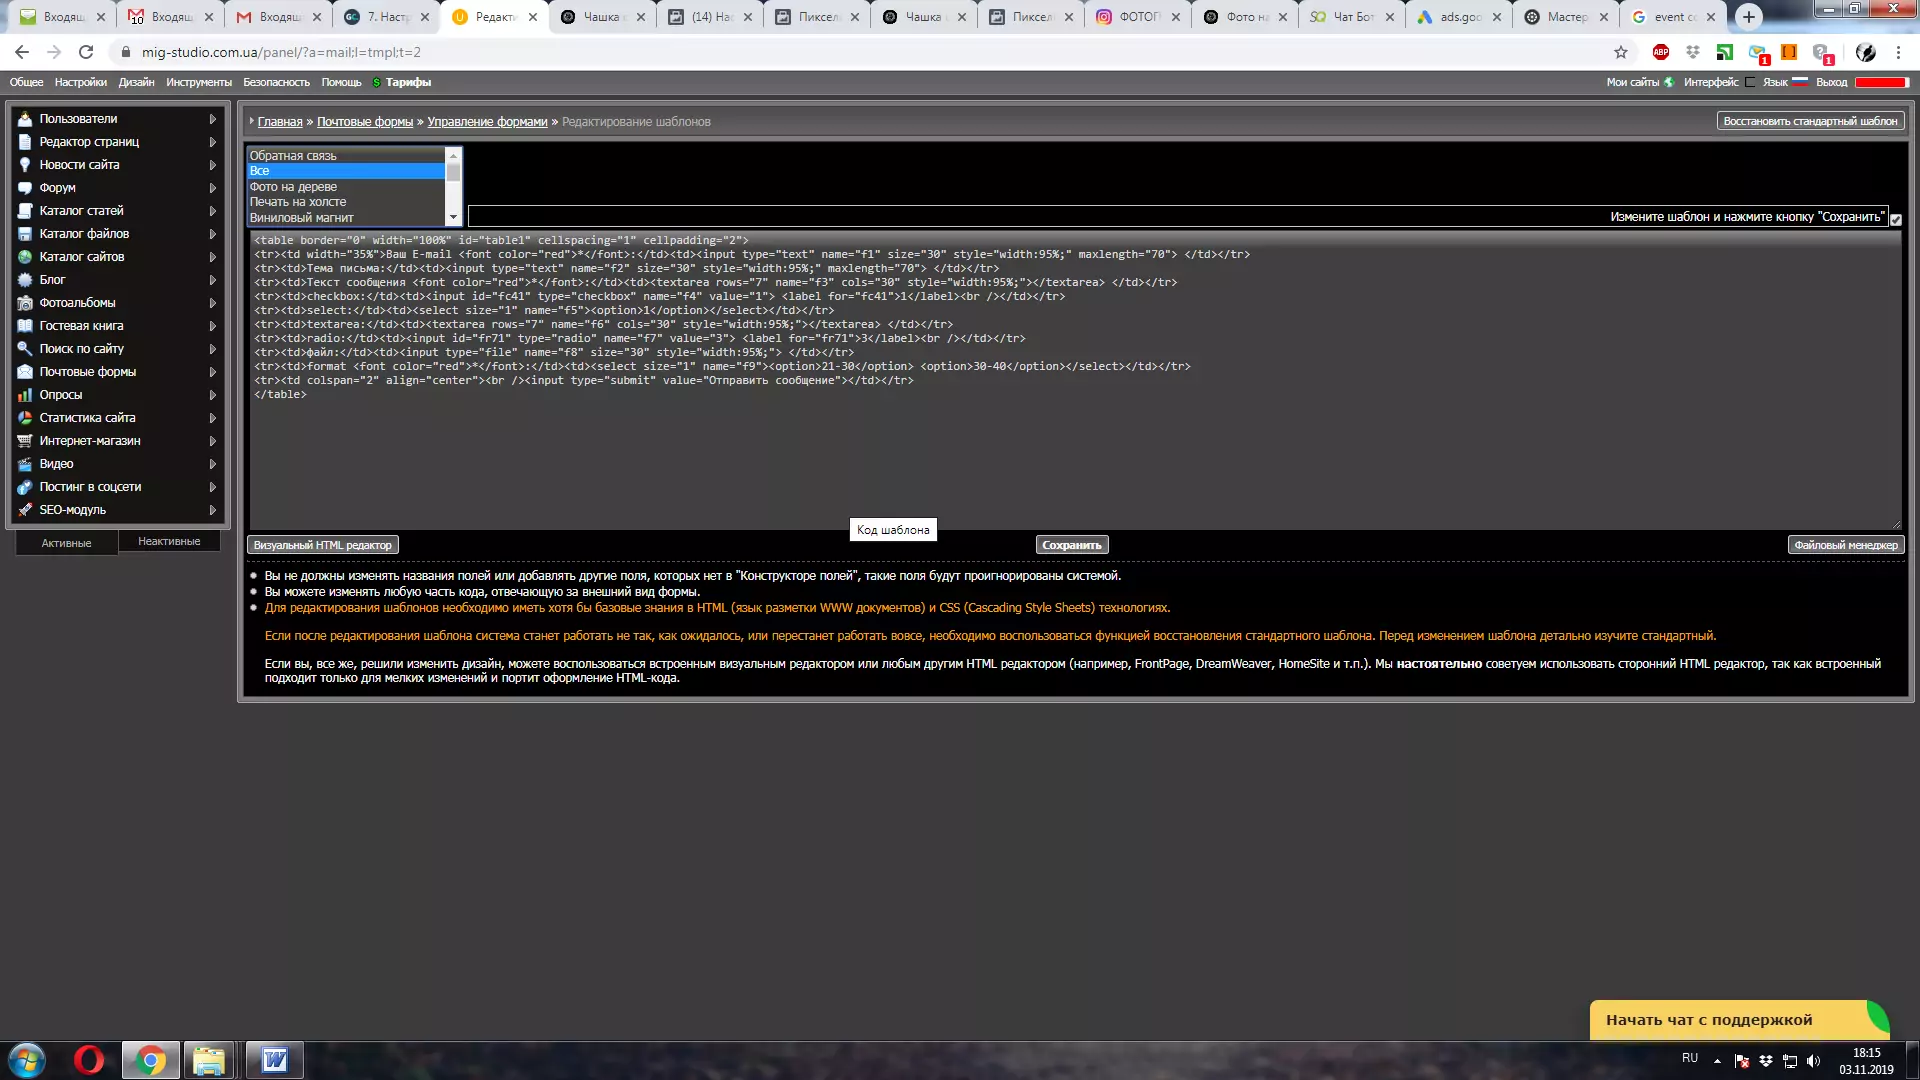 Входящ
10
Входящ
Входящ
7. Настр
Редакти
Чашка
(14) Нас
Пиксел
Чашка
Пиксел
ФОТОП
Фото на
Чат Бот
ads.goo
Мастер
event co
mig-studio.com.ua/panel/?a=mail;l=tmpl;t=2
ABP
1
1
Общее Настройки Дизайн Инструменты Безопасность Помощь $ Тарифы
Мои сайты Интерфейс Язык Выход
Пользователи
Редактор страниц
Новости сайта
Форум
Каталог статей
Каталог файлов
Каталог сайтов
Блог
Фотоальбомы
Гостевая книга
Поиск по сайту
Почтовые формы
Опросы
Статистика сайта
Интернет-магазин
Видео
Постинг в соцсети
SEO-модуль
Активные Неактивные
Главная » Почтовые формы » Управление формами » Редактирование шаблонов
Восстановить стандартный шаблон
Обратная связь
Все
Фото на дереве
Печать на холсте
Виниловый магнит
Измените шаблон и нажмите кнопку "Сохранить"
<table border="0" width="100%" id="table1" cellspacing="1" cellpadding="2">
<tr><td width="35%">Ваш E-mail <font color="red">*</font>:</td><td><input type="text" name="f1" size="30" style="width:95%;" maxlength="70"> </td></tr>
<tr><td>Тема письма:</td><td><input type="text" name="f2" size="30" style="width:95%;" maxlength="70"> </td></tr>
<tr><td>Текст сообщения <font color="red">*</font>:</td><td><textarea rows="7" name="f3" cols="30" style="width:95%;"></textarea> </td></tr>
<tr><td>checkbox:</td><td><input id="fc41" type="checkbox" name="f4" value="1"> <label for="fc41">1</label><br /></td></tr>
<tr><td>select:</td><td><select size="1" name="f5"><option>1</option></select></td></tr>
<tr><td>textarea:</td><td><textarea rows="7" name="f6" cols="30" style="width:95%;"></textarea> </td></tr>
<tr><td>radio:</td><td><input id="fr71" type="radio" name="f7" value="3"> <label for="fr71">3</label><br /></td></tr>
<tr><td>файл:</td><td><input type="file" name="f8" size="30" style="width:95%;"> </td></tr>
<tr><td>format <font color="red">*</font>:</td><td><select size="1" name="f9"><option>21-30</option> <option>30-40</option></select></td></tr>
<tr><td colspan="2" align="center"><br /><input type="submit" value="Отправить сообщение"></td></tr>
</table>
Код шаблона
Визуальный HTML редактор
Сохранить
Файловый менеджер
Вы не должны изменять названия полей или добавлять другие поля, которых нет в "Конструкторе полей", такие поля будут проигнорированы системой.
Вы можете изменять любую часть кода, отвечающую за внешний вид формы.
Для редактирования шаблонов необходимо иметь хотя бы базовые знания в HTML (язык разметки WWW документов) и CSS (Cascading Style Sheets) технологиях.
Если после редактирования шаблона система станет работать не так, как ожидалось, или перестанет работать вовсе, необходимо воспользоваться функцией восстановления стандартного шаблона. Перед изменением шаблона детально изучите стандартный.
Если вы, все же, решили изменить дизайн, можете воспользоваться встроенным визуальным редактором или любым другим HTML редактором (например, FrontPage, DreamWeaver, HomeSite и т.п.). Мы настоятельно советуем использовать сторонний HTML редактор, так как встроенный
подходит только для мелких изменений и портит оформление HTML-кода.
Начать чат с поддержкой
RU
18:15
03.11.2019